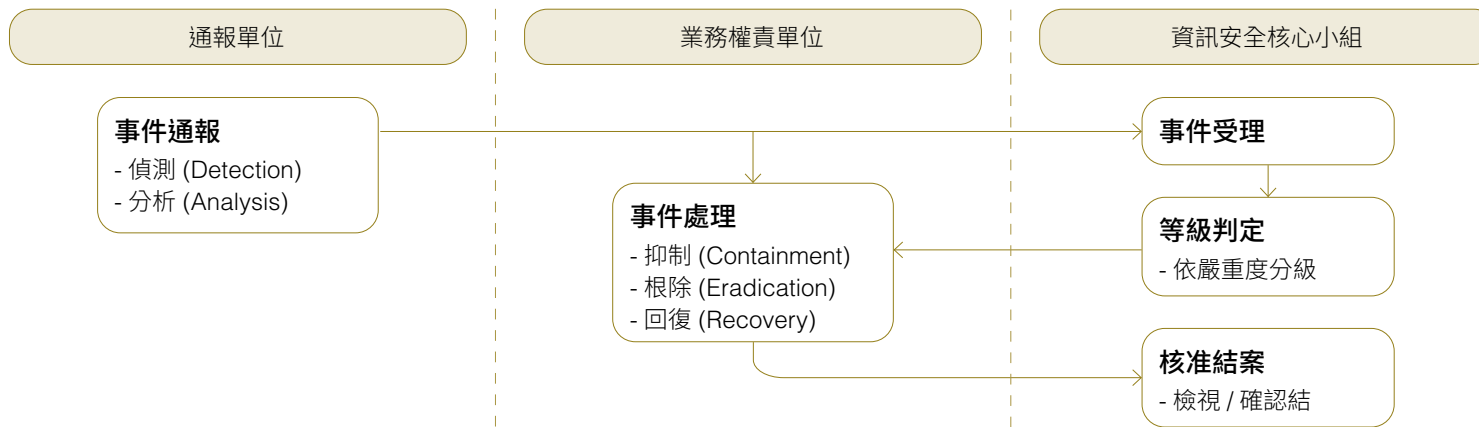 通報單位
業務權責單位
資訊安全核心小組
事件通報
- 偵測 (Detection)
- 分析 (Analysis)
事件處理
- 抑制 (Containment)
- 根除 (Eradication)
- 回復 (Recovery)
事件受理
等級判定
- 依嚴重度分級
核准結案
- 檢視 / 確認結